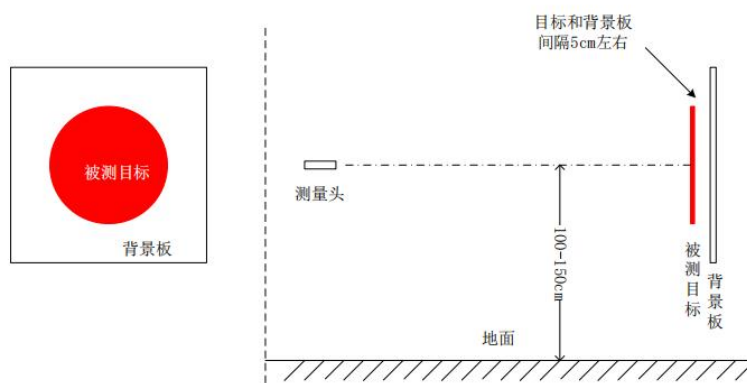 被测目标
背景板
目标和背景板
间隔5cm左右
测量头
100-150cm
被测目标
背景板
地面